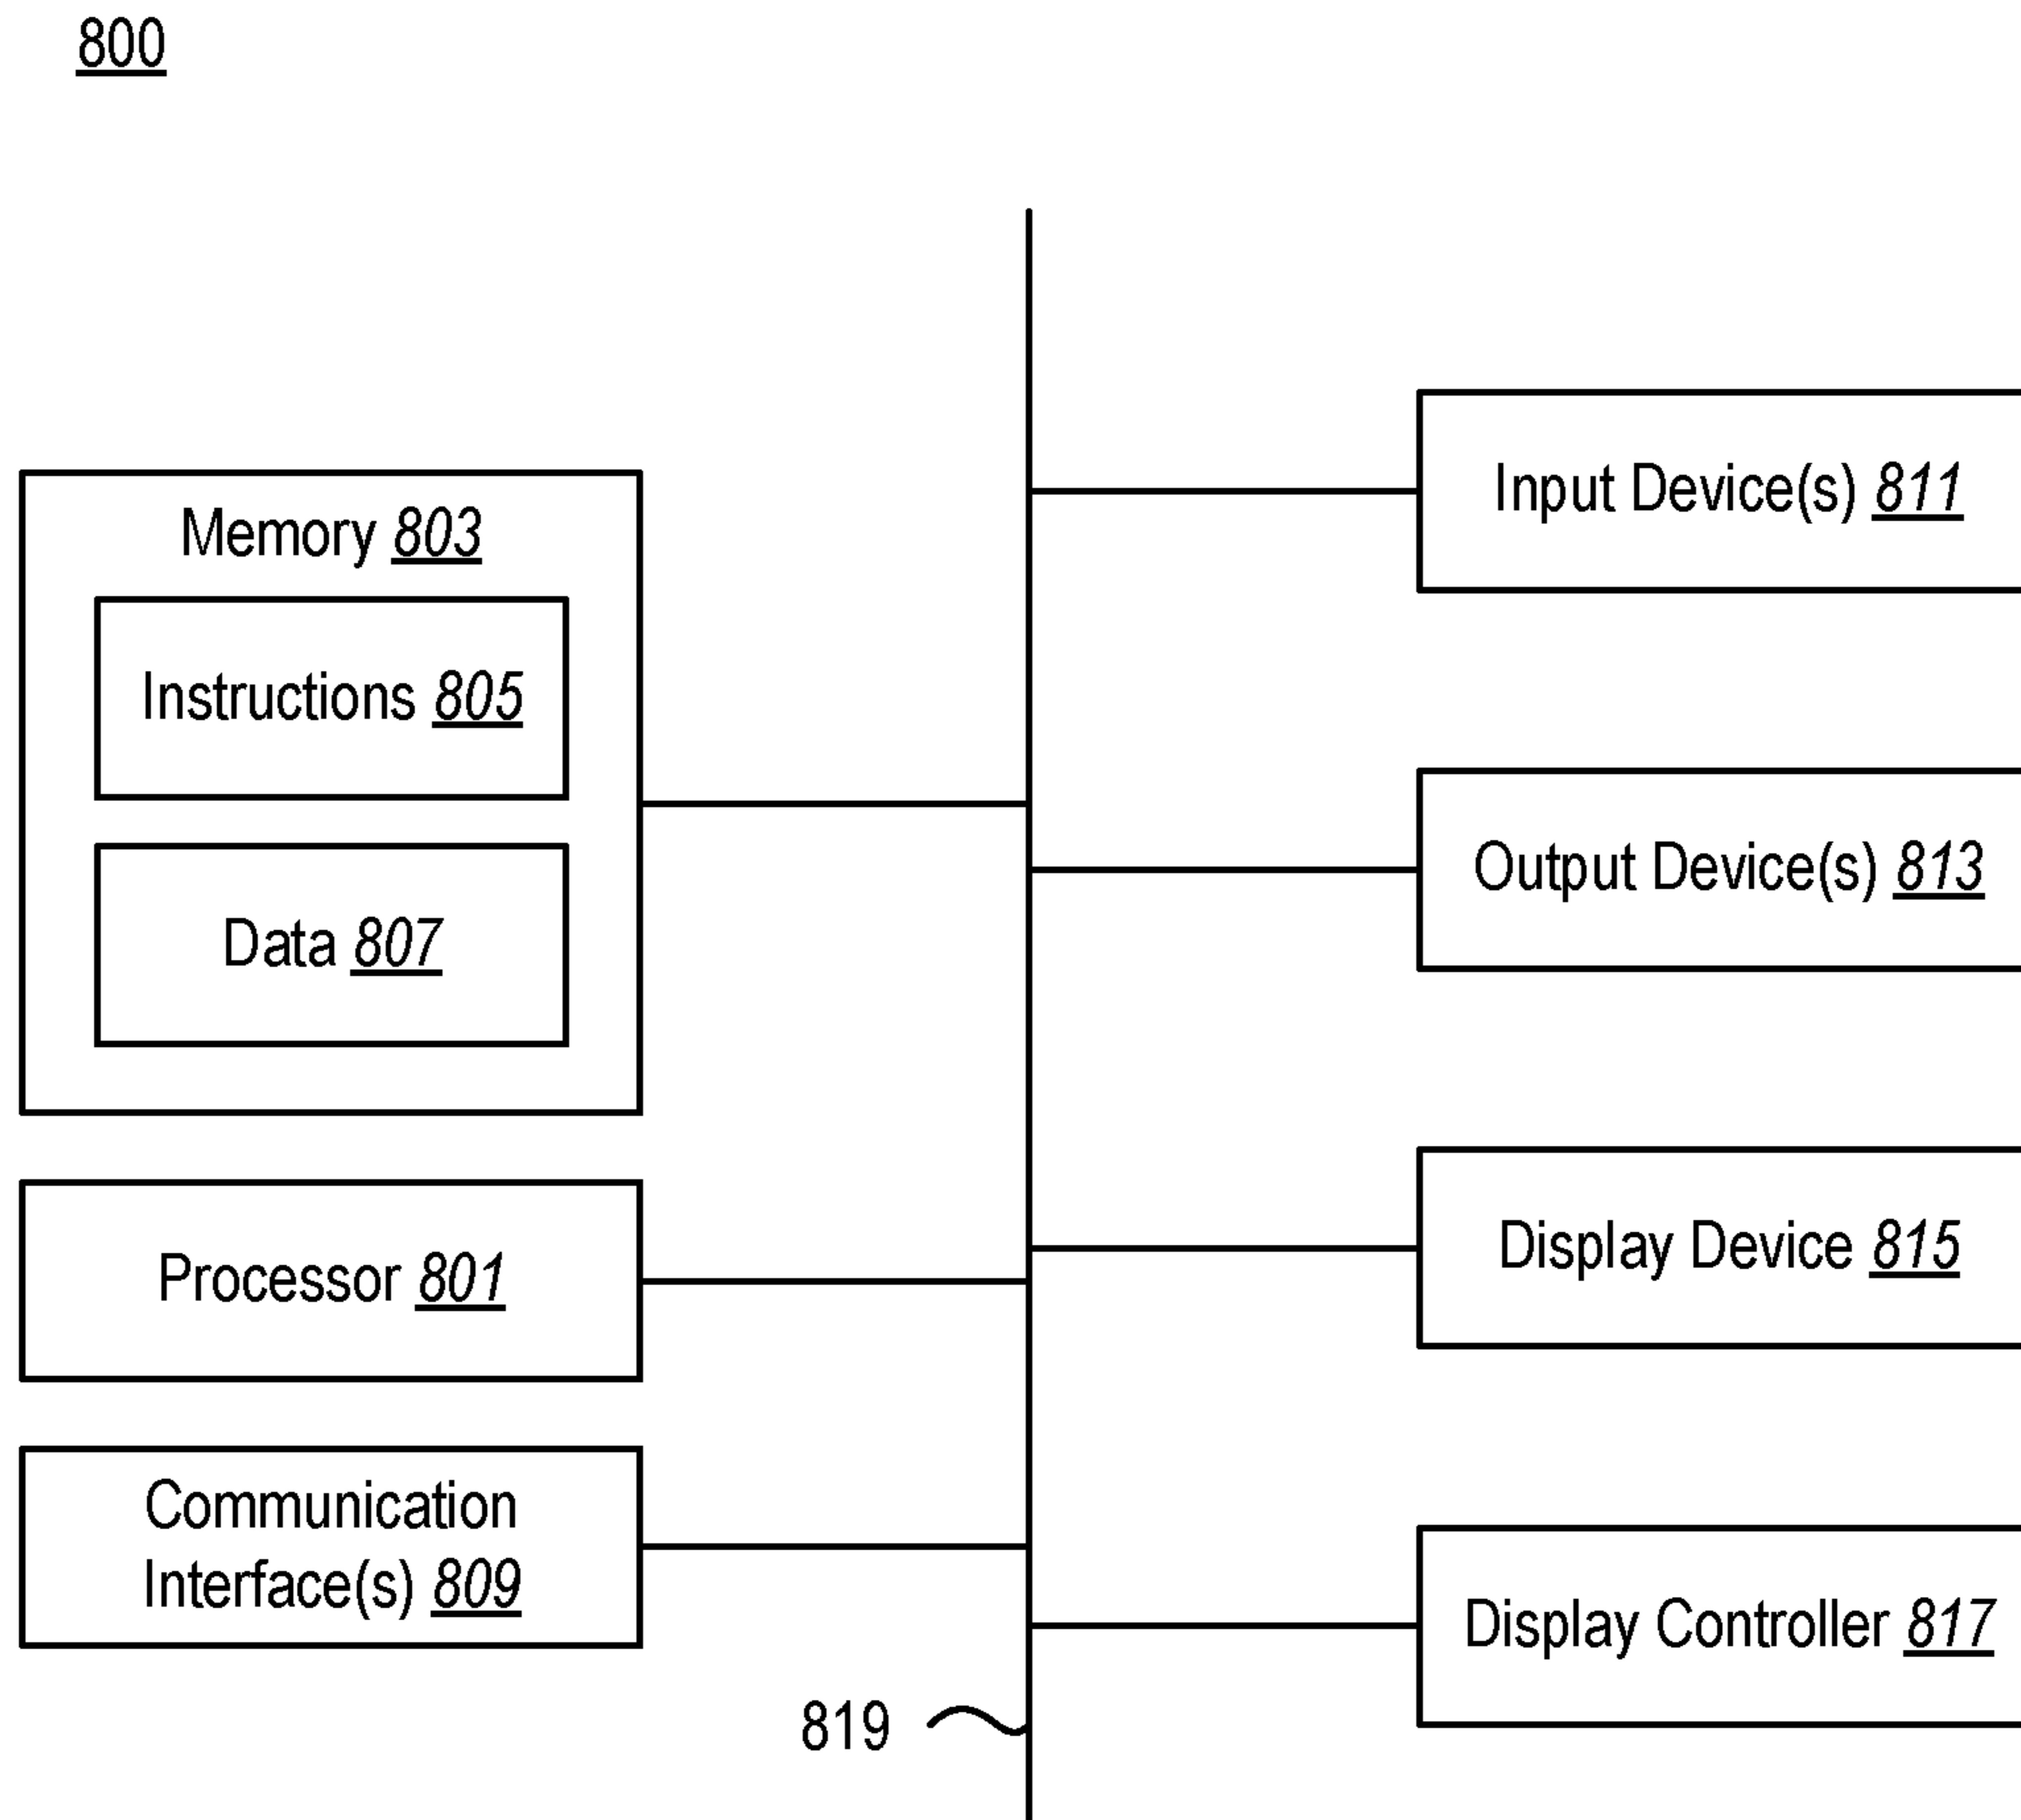 800
Memory 803
Instructions 805
Data 807
Processor 801
Communication
Interface(s) 809
819
Input Device(s) 811
Output Device(s) 813
Display Device 815
Display Controller 817